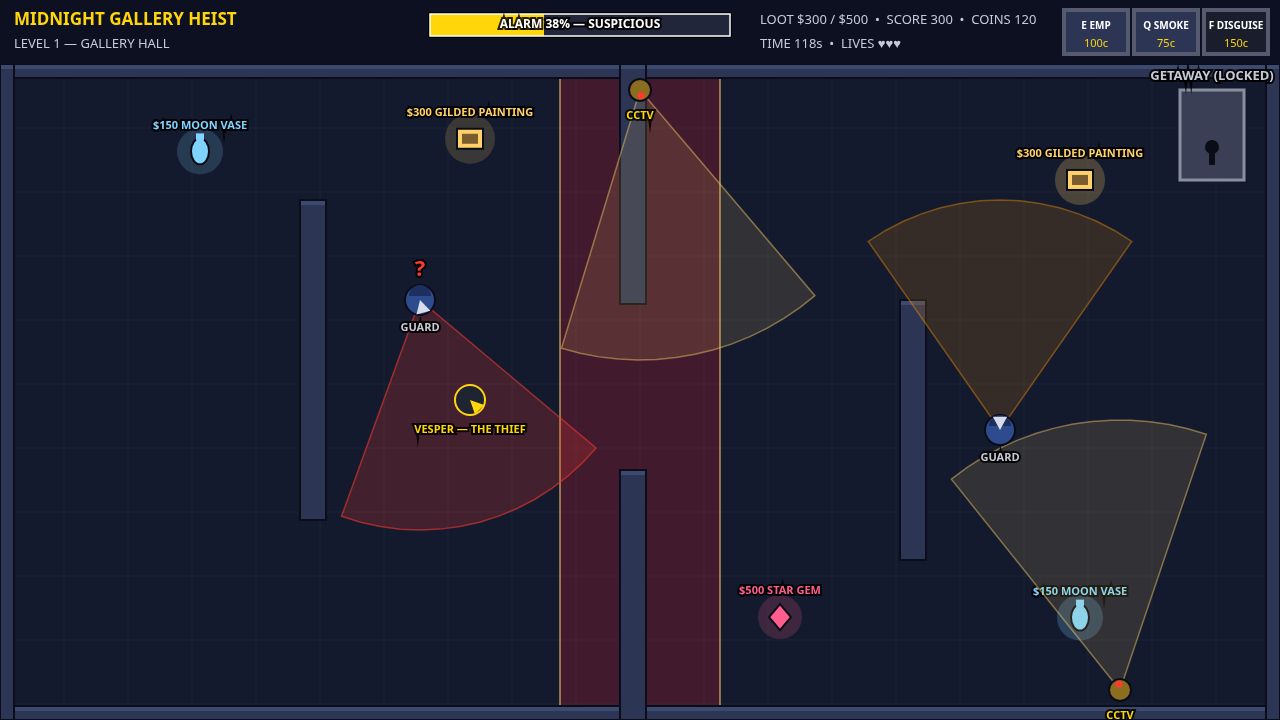 MIDNIGHT GALLERY HEIST
LEVEL 1 — GALLERY HALL
ALARM 38% — SUSPICIOUS
LOOT $300 / $500 • SCORE 300 • COINS 120
TIME 118s • LIVES ♥♥♥
E EMP
100c
Q SMOKE
75c
F DISGUISE
150c
GETAWAY (LOCKED)
$150 MOON VASE
$300 GILDED PAINTING
CCTV
$300 GILDED PAINTING
?
GUARD
VESPER — THE THIEF
GUARD
$500 STAR GEM
$150 MOON VASE
CCTV